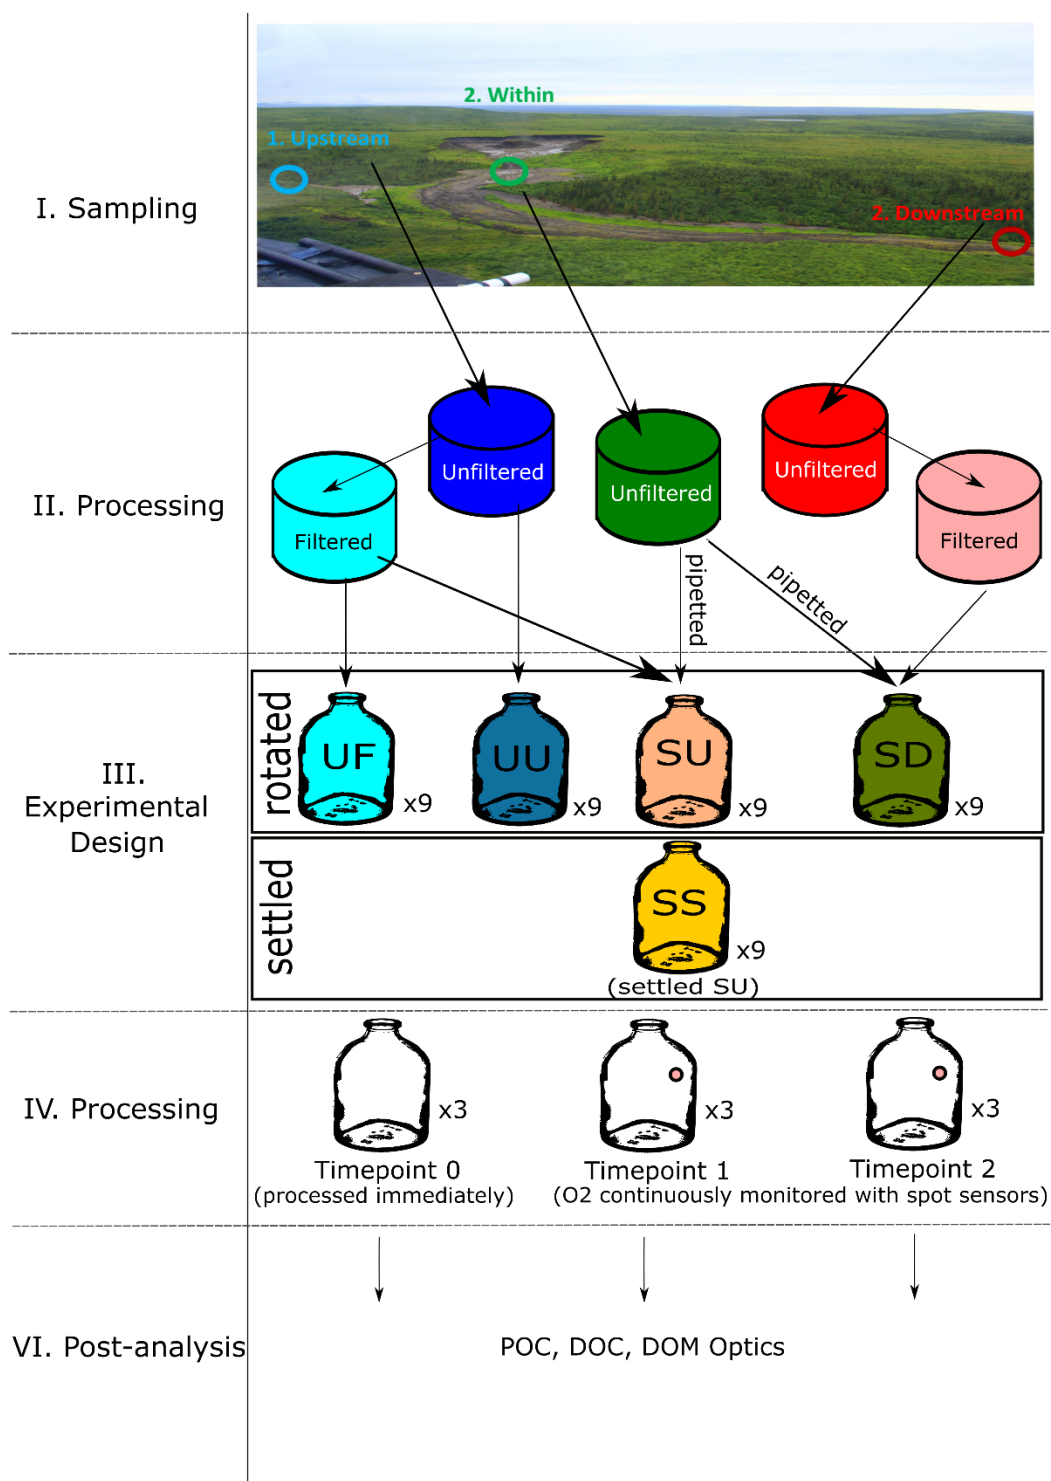 I. Sampling
2. Within
1. Upstream
2. Downstream
II. Processing
Unfiltered
Unfiltered
Unfiltered
Filtered
Filtered
pipetted
pipetted
III.
Experimental
Design
rotated
UF
x9
UU
x9
SU
x9
SD
x9
settled
SS
x9
(settled SU)
IV. Processing
x3
x3
x3
Timepoint 0
Timepoint 1
Timepoint 2
(processed immediately)
(O2 continuously monitored with spot sensors)
VI. Post-analysis
POC, DOC, DOM Optics